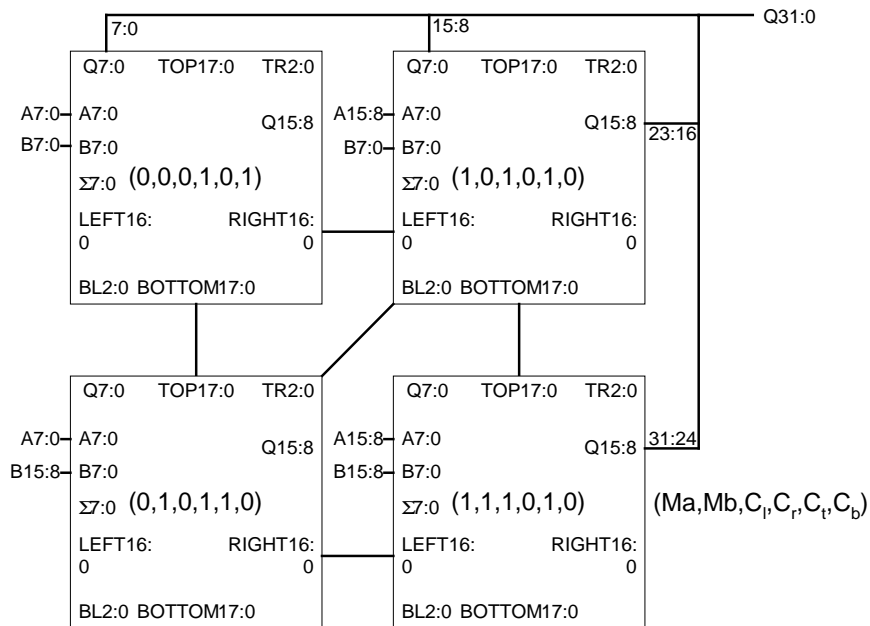 Q31:0
7:0
15:8
Q7:0 TOP17:0 TR2:0
A7:0 A7:0
Q15:8
B7:0 B7:0
Σ7:0 (0,0,0,1,0,1)
LEFT16: RIGHT16:
0 0
BL2:0 BOTTOM17:0
Q7:0 TOP17:0 TR2:0
A15:8 A7:0
Q15:8
23:16
B7:0 B7:0
Σ7:0 (1,0,1,0,1,0)
LEFT16: RIGHT16:
0 0
BL2:0 BOTTOM17:0
Q7:0 TOP17:0 TR2:0
A7:0 A7:0
Q15:8
B15:8 B7:0
Σ7:0 (0,1,0,1,1,0)
LEFT16: RIGHT16:
0 0
BL2:0 BOTTOM17:0
Q7:0 TOP17:0 TR2:0
A15:8 A7:0
Q15:8
31:24
B15:8 B7:0
Σ7:0 (1,1,1,0,1,0)
LEFT16: RIGHT16:
0 0
BL2:0 BOTTOM17:0
(Ma,Mb,Cl,Cr,Ct,Cb)